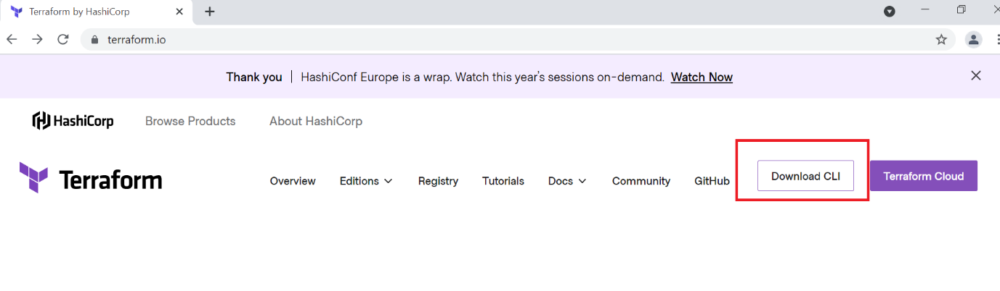 Terraform by HashiCorp
terraform.io
Thank you | HashiConf Europe is a wrap. Watch this year's sessions on-demand. Watch Now
HashiCorp Browse Products About HashiCorp
Terraform Overview Editions Registry Tutorials Docs Community GitHub Download CLI Terraform Cloud